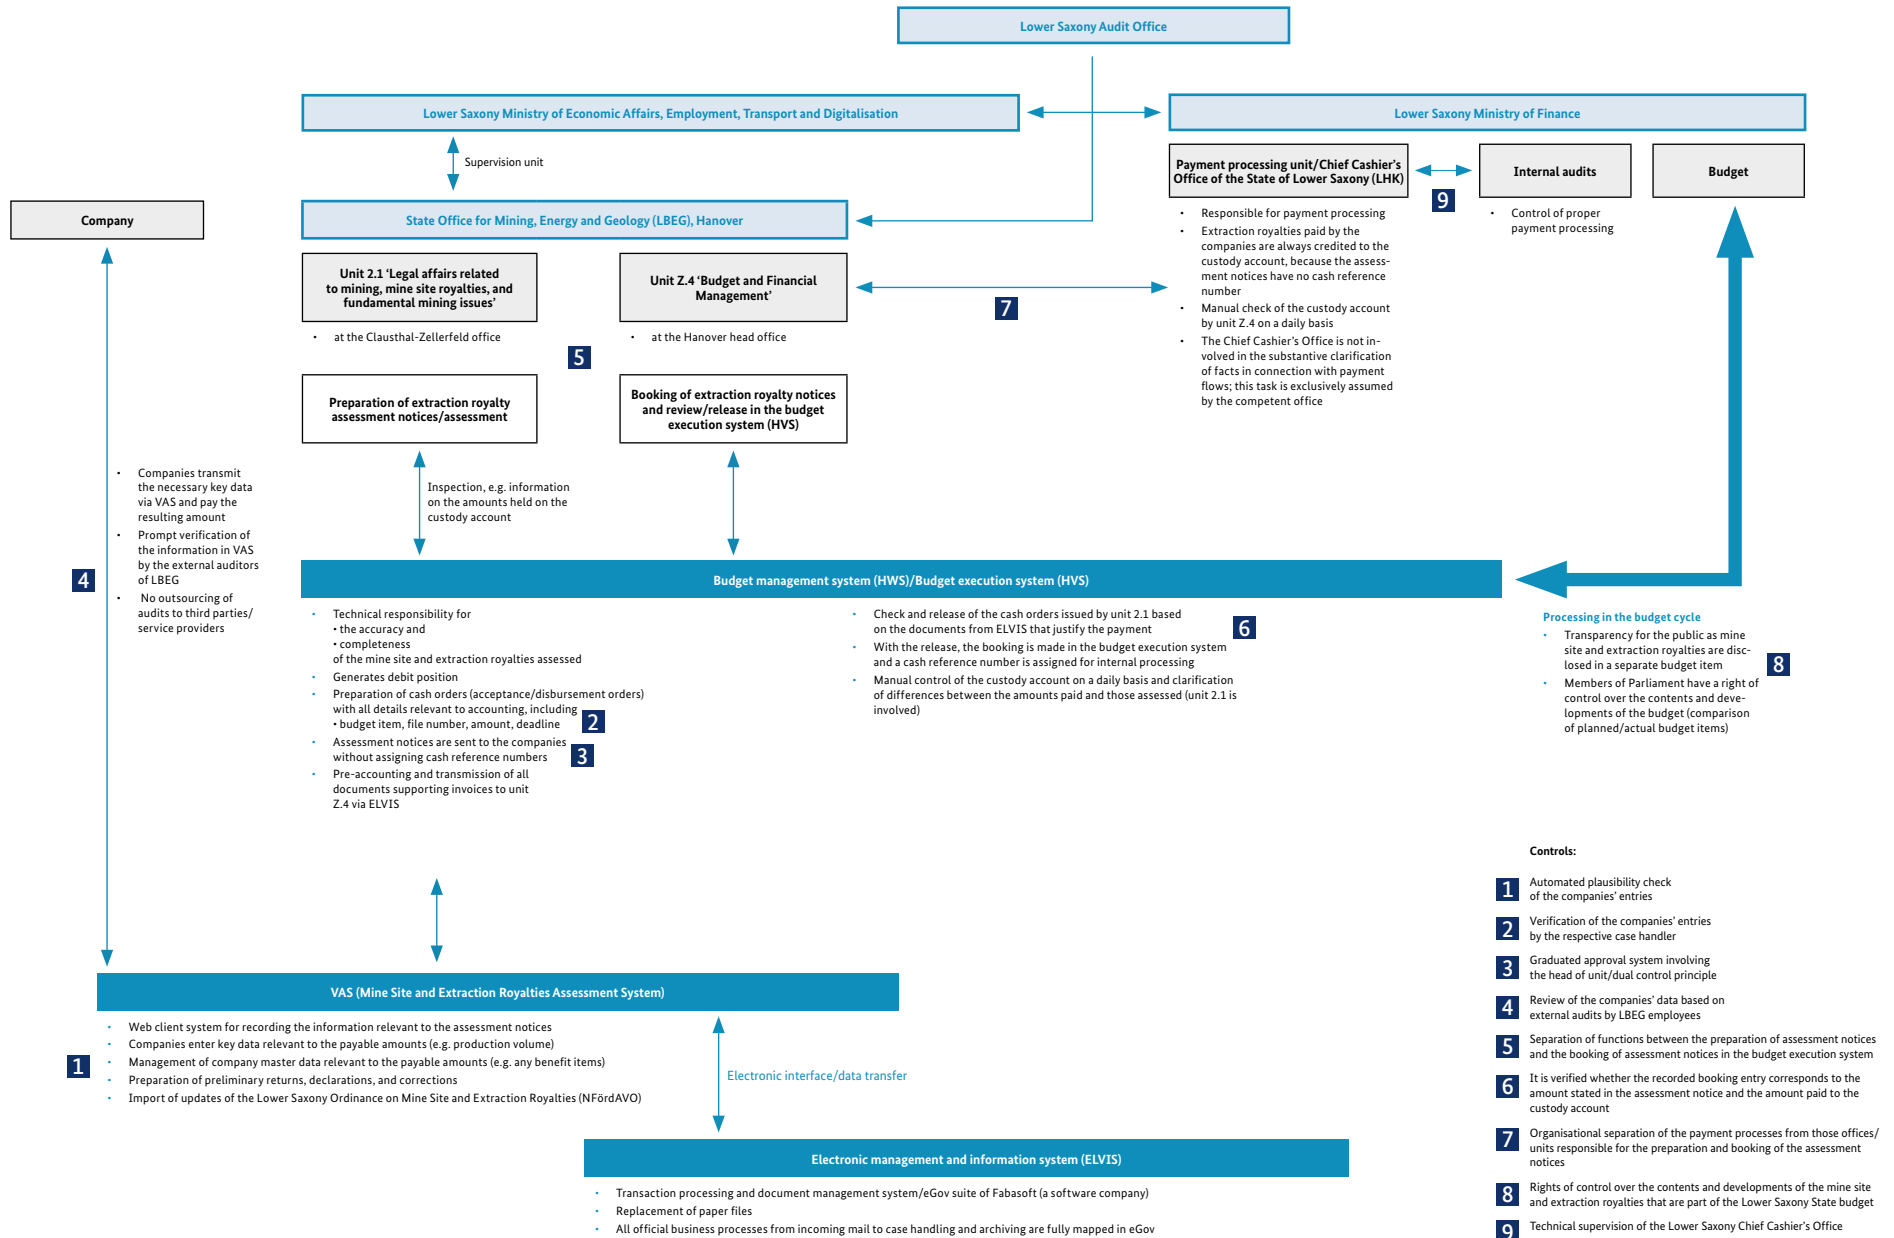 Lower Saxony Audit Office
Lower Saxony Ministry of Economic Affairs, Employment, Transport and Digitalisation
Lower Saxony Ministry of Finance
Supervision unit
Payment processing unit/Chief Cashier's
Office of the State of Lower Saxony (LHK)
9
Internal audits
Budget
Company
State Office for Mining, Energy and Geology (LBEG), Hanover
• Responsible for payment processing
• Extraction royalties paid by the
companies are always credited to the
custody account, because the assess-
ment notices have no cash reference
number
• Manual check of the custody account
by unit Z.4 on a daily basis
• The Chief Cashier's Office is not in-
volved in the substantive clarification
of facts in connection with payment
flows; this task is exclusively assumed
by the competent office
• Control of proper
payment processing
Unit 2.1 ‘Legal affairs related
to mining, mine site royalties, and
fundamental mining issues’
Unit Z.4 ‘Budget and Financial
Management’
7
• at the Clausthal-Zellerfeld office
5
• at the Hanover head office
Preparation of extraction royalty
assessment notices/assessment
Booking of extraction royalty notices
and review/release in the budget
execution system (HVS)
• Companies transmit
the necessary key data
via VAS and pay the
resulting amount
• Prompt verification of
the information in VAS
by the external auditors
of LBEG
• No outsourcing of
audits to third parties/
service providers
4
Inspection, e.g. information
on the amounts held on the
custody account
Budget management system (HWS)/Budget execution system (HVS)
• Technical responsibility for
• the accuracy and
• completeness
of the mine site and extraction royalties assessed
• Generates debit position
• Preparation of cash orders (acceptance/disbursement orders)
with all details relevant to accounting, including
• budget item, file number, amount, deadline
2
• Assessment notices are sent to the companies
without assigning cash reference numbers
3
• Pre-accounting and transmission of all
documents supporting invoices to unit
Z.4 via ELVIS
• Check and release of the cash orders issued by unit 2.1 based
on the documents from ELVIS that justify the payment
6
• With the release, the booking is made in the budget execution system
and a cash reference number is assigned for internal processing
• Manual control of the custody account on a daily basis and clarification
of differences between the amounts paid and those assessed (unit 2.1 is
involved)
Processing in the budget cycle
• Transparency for the public as mine
site and extraction royalties are disc-
losed in a separate budget item
8
• Members of Parliament have a right of
control over the contents and deve-
lopments of the budget (comparison
of planned/actual budget items)
VAS (Mine Site and Extraction Royalties Assessment System)
1
• Web client system for recording the information relevant to the assessment notices
• Companies enter key data relevant to the payable amounts (e.g. production volume)
• Management of company master data relevant to the payable amounts (e.g. any benefit items)
• Preparation of preliminary returns, declarations, and corrections
• Import of updates of the Lower Saxony Ordinance on Mine Site and Extraction Royalties (NFördAVO)
Electronic interface/data transfer
Electronic management and information system (ELVIS)
• Transaction processing and document management system/eGov suite of Fabasoft (a software company)
• Replacement of paper files
• All official business processes from incoming mail to case handling and archiving are fully mapped in eGov
Controls:
1 Automated plausibility check
of the companies' entries
2 Verification of the companies' entries
by the respective case handler
3 Graduated approval system involving
the head of unit/dual control principle
4 Review of the companies' data based on
external audits by LBEG employees
5 Separation of functions between the preparation of assessment notices
and the booking of assessment notices in the budget execution system
6 It is verified whether the recorded booking entry corresponds to the
amount stated in the assessment notice and the amount paid to the
custody account
7 Organisational separation of the payment processes from those offices/
units responsible for the preparation and booking of the assessment
notices
8 Rights of control over the contents and developments of the mine site
and extraction royalties that are part of the Lower Saxony State budget
9 Technical supervision of the Lower Saxony Chief Cashier's Office